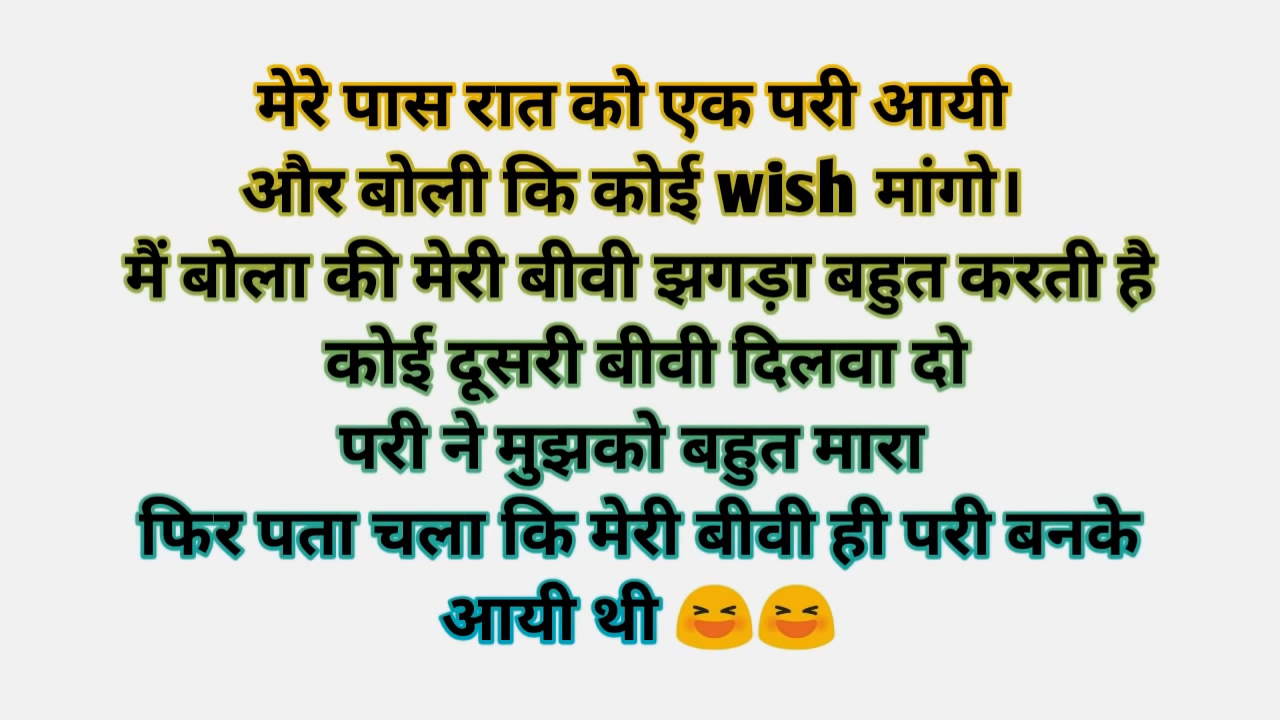 मेरे पास रात को एक परी आयी
और बोली कि कोई wish मांगो।
मैं बोला की मेरी बीवी झगड़ा बहुत करती है
कोई दूसरी बीवी दिलवा दो
परी ने मुझको बहुत मारा
फिर पता चला कि मेरी बीवी ही परी बनके
आयी थी 😆😆